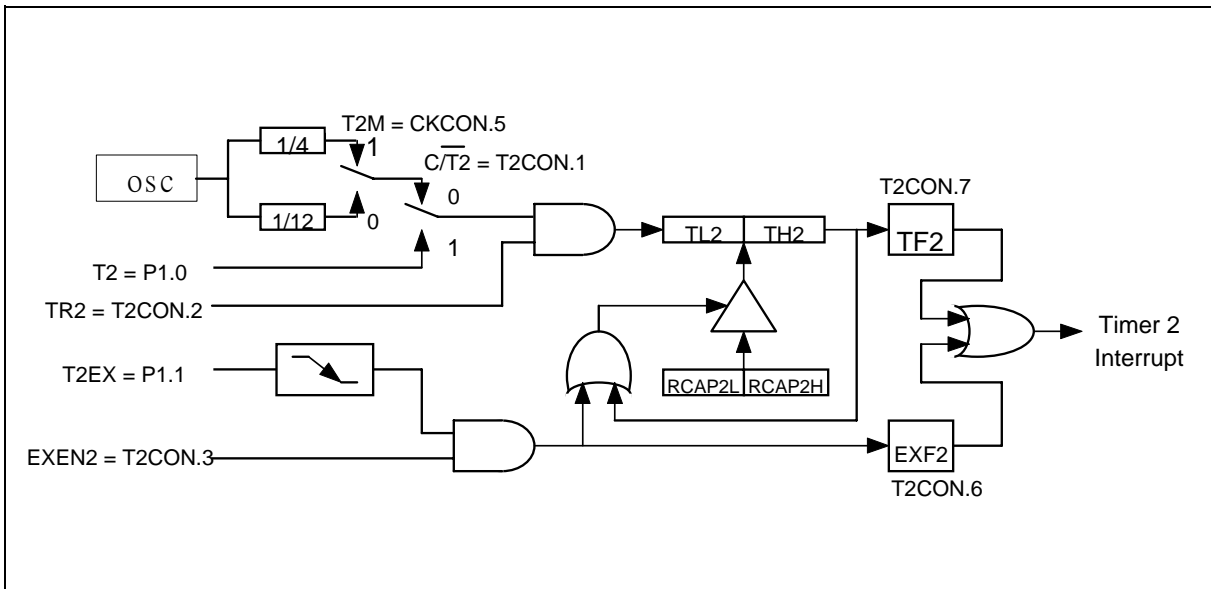 T2M = CKCON.5
1/4
1
C/T2 = T2CON.1
OSC
T2CON.7
0
1/12
0
TL2
TH2
TF2
1
T2 = P1.0
TR2 = T2CON.2
Timer 2
Interrupt
T2EX = P1.1
RCAP2L
RCAP2H
EXEN2 = T2CON.3
EXF2
T2CON.6